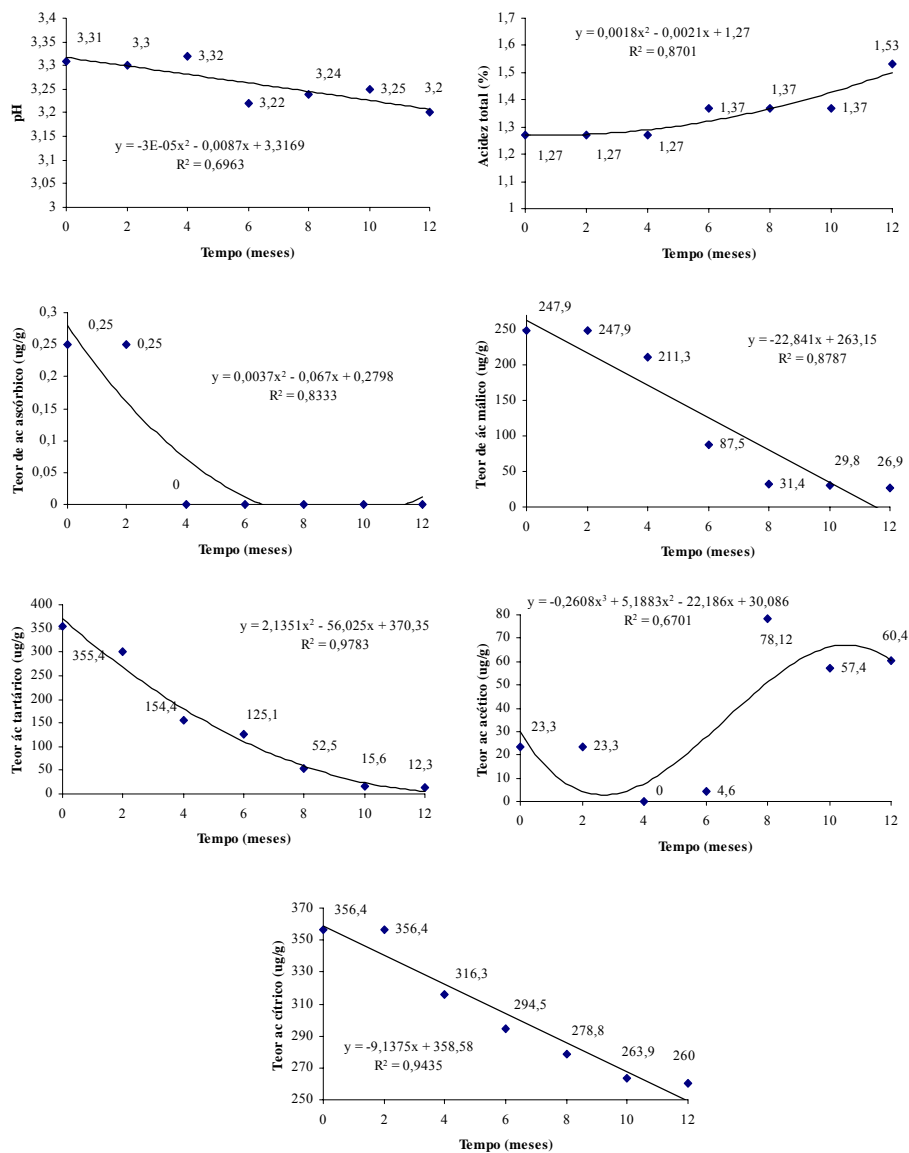 3,4
3,35
3,3
3,25
3,2
3,15
3,1
3,05
3
pH
3,31
3,3
3,32
3,22
3,24
3,25
3,2
y = -3E-05x² - 0,0087x + 3,3169
R² = 0,6963
0 2 4 6 8 10 12
Tempo (meses)
1,7
1,6
1,5
1,4
1,3
1,2
1,1
1
Acidez total (%)
y = 0,0018x² - 0,0021x + 1,27
R² = 0,8701
1,27
1,27
1,27
1,37
1,37
1,37
1,53
0 2 4 6 8 10 12
Tempo (meses)
0,3
0,25
0,2
0,15
0,1
0,05
0
Teor de ac ascórbico (ug/g)
0,25
0,25
0
y = 0,0037x² - 0,067x + 0,2798
R² = 0,8333
0 2 4 6 8 10 12
Tempo (meses)
250
200
150
100
50
0
Teor de ác málico (ug/g)
247,9
247,9
211,3
87,5
31,4
29,8
26,9
y = -22,841x + 263,15
R² = 0,8787
0 2 4 6 8 10 12
Tempo (meses)
400
350
300
250
200
150
100
50
0
Teor ác tartárico (ug/g)
355,4
154,4
125,1
52,5
15,6
12,3
y = 2,1351x² - 56,025x + 370,35
R² = 0,9783
0 2 4 6 8 10 12
Tempo (meses)
80
70
60
50
40
30
20
10
0
Teor ac acético (ug/g)
y = -0,2608x³ + 5,1883x² - 22,186x + 30,086
R² = 0,6701
23,3
23,3
0
4,6
78,12
57,4
60,4
0 2 4 6 8 10 12
Tempo (meses)
370
350
330
310
290
270
250
Teor ac cítrico (ug/g)
356,4
356,4
316,3
294,5
278,8
263,9
260
y = -9,1375x + 358,58
R² = 0,9435
0 2 4 6 8 10 12
Tempo (meses)